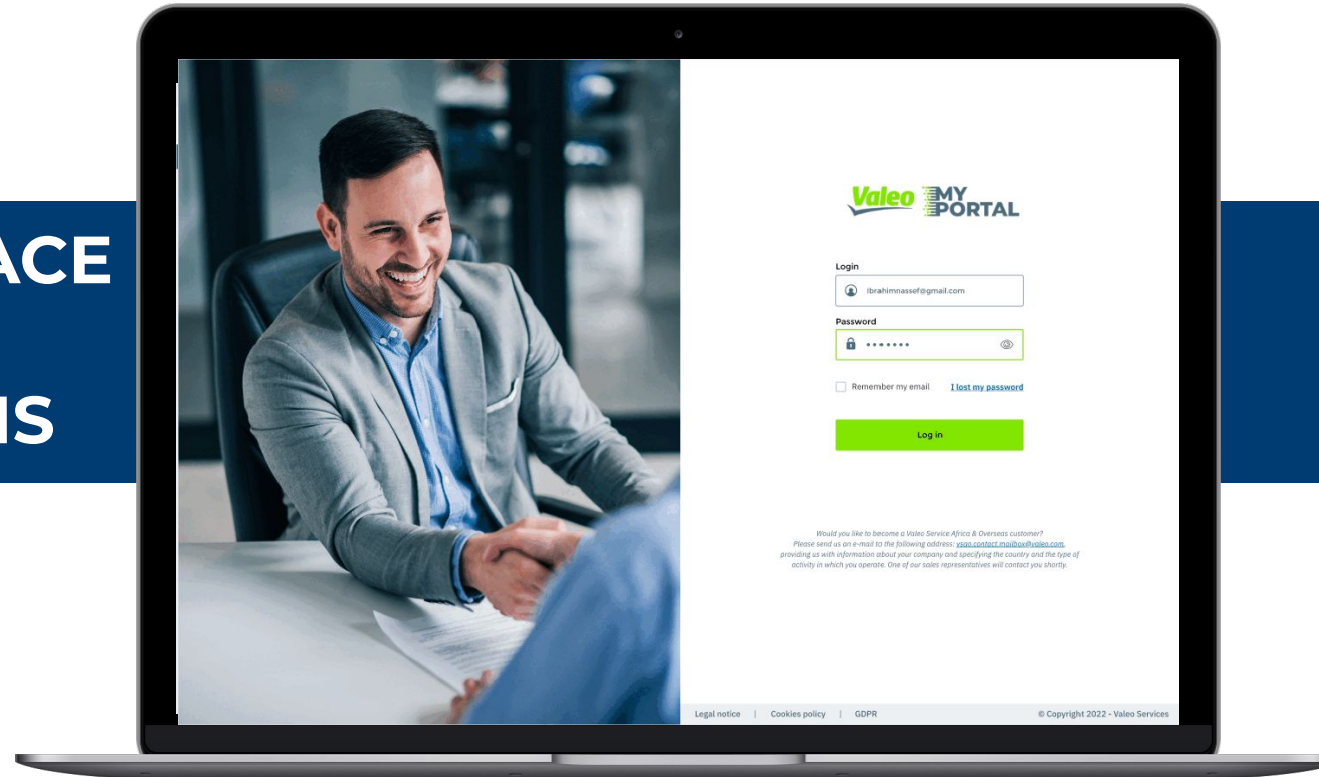 ACE
Valeo MY
PORTAL
Login
Ibrahimnassef@gmail.com
Password
Remember my email I lost my password
Log in
Would you like to become a Valeo Service Africa & Overseas customer?
Please send us an e-mail to the following address: vsao.contact.mailbox@valeo.com,
providing us with information about your company and specifying the country and the type of
activity in which you operate. One of our sales representatives will contact you shortly.
Legal notice | Cookies policy | GDPR © Copyright 2022 - Valeo Services